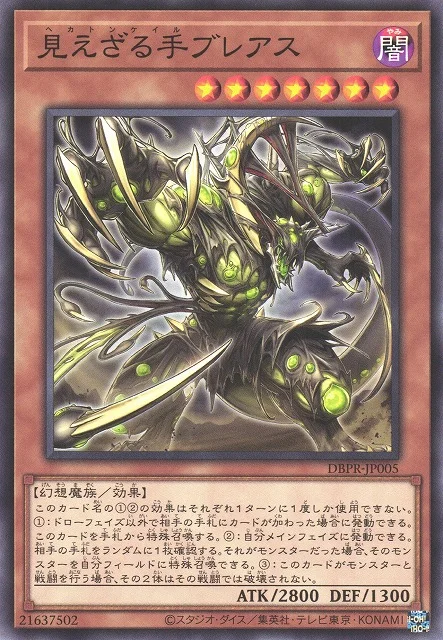 ヘカトンケイル
見えざる手ブレアス
やみ
闇
DBPR-JP005
【幻想魔族／効果】
このカード名の①②の効果はそれぞれ１ターンに１度しか使用できない。
①：ドローフェイズ以外で相手の手札にカードが加わった場合に発動できる。
このカードを手札から特殊召喚する。②：自分メインフェイズに発動できる。
相手の手札をランダムに１枚確認する。それがモンスターだった場合、そのモ
ンスターを自分フィールドに特殊召喚できる。③：このカードがモンスターと
戦闘を行う場合、その２体はその戦闘では破壊されない。
ATK/2800 DEF/1300
21637502
©スタジオ・ダイス／集英社・テレビ東京・KONAMI